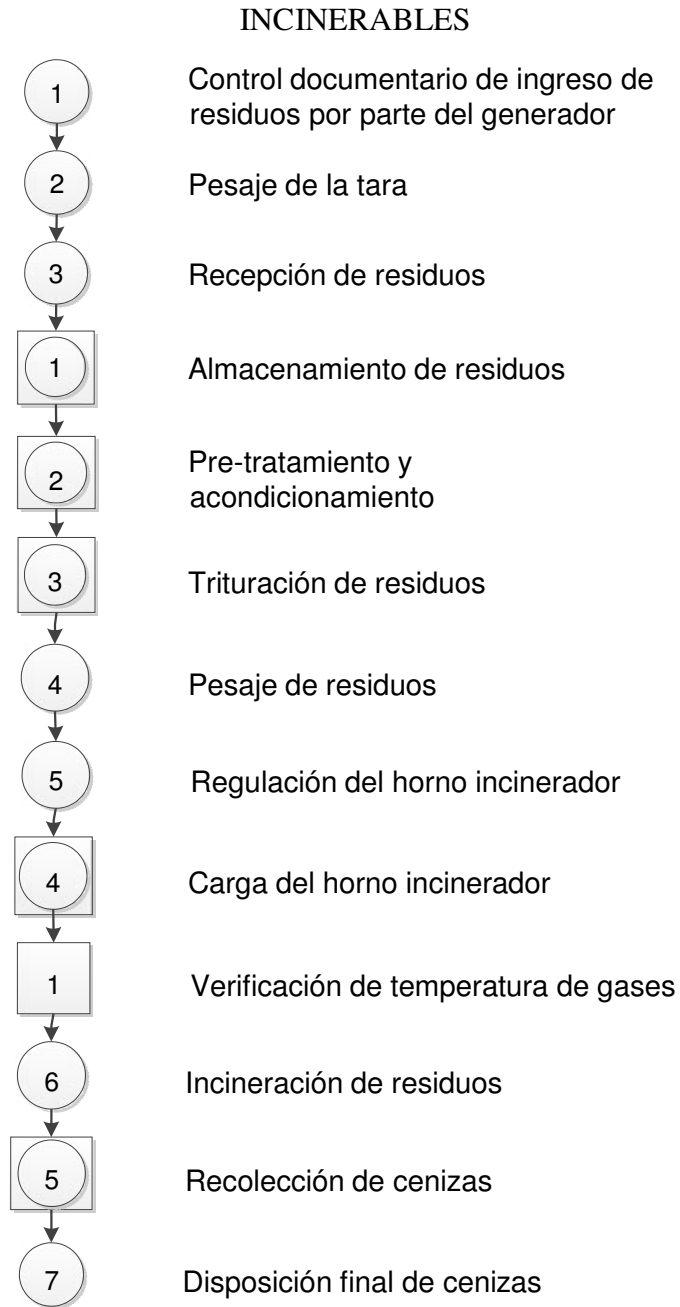 INCINERABLES
1
Control documentario de ingreso de
residuos por parte del generador
2
Pesaje de la tara
3
Recepción de residuos
1
Almacenamiento de residuos
2
Pre-tratamiento y
acondicionamiento
3
Trituración de residuos
4
Pesaje de residuos
5
Regulación del horno incinerador
4
Carga del horno incinerador
1
Verificación de temperatura de gases
6
Incineración de residuos
5
Recolección de cenizas
7
Disposición final de cenizas